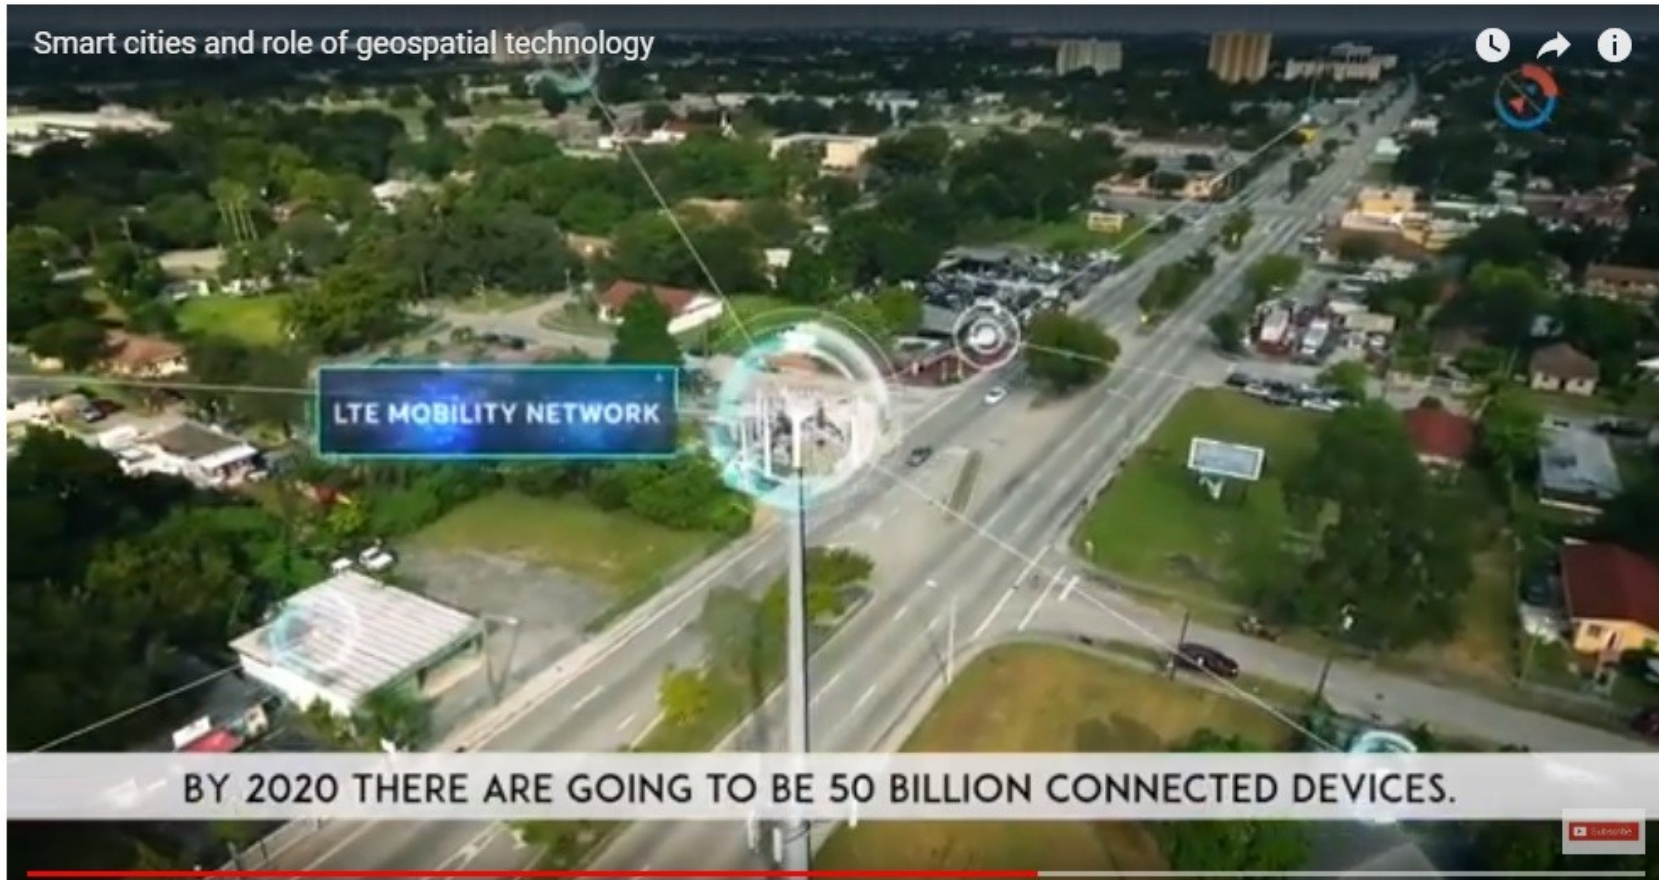 Smart cities and role of geospatial technology
LTE MOBILITY NETWORK
BY 2020 THERE ARE GOING TO BE 50 BILLION CONNECTED DEVICES.
Subscribe